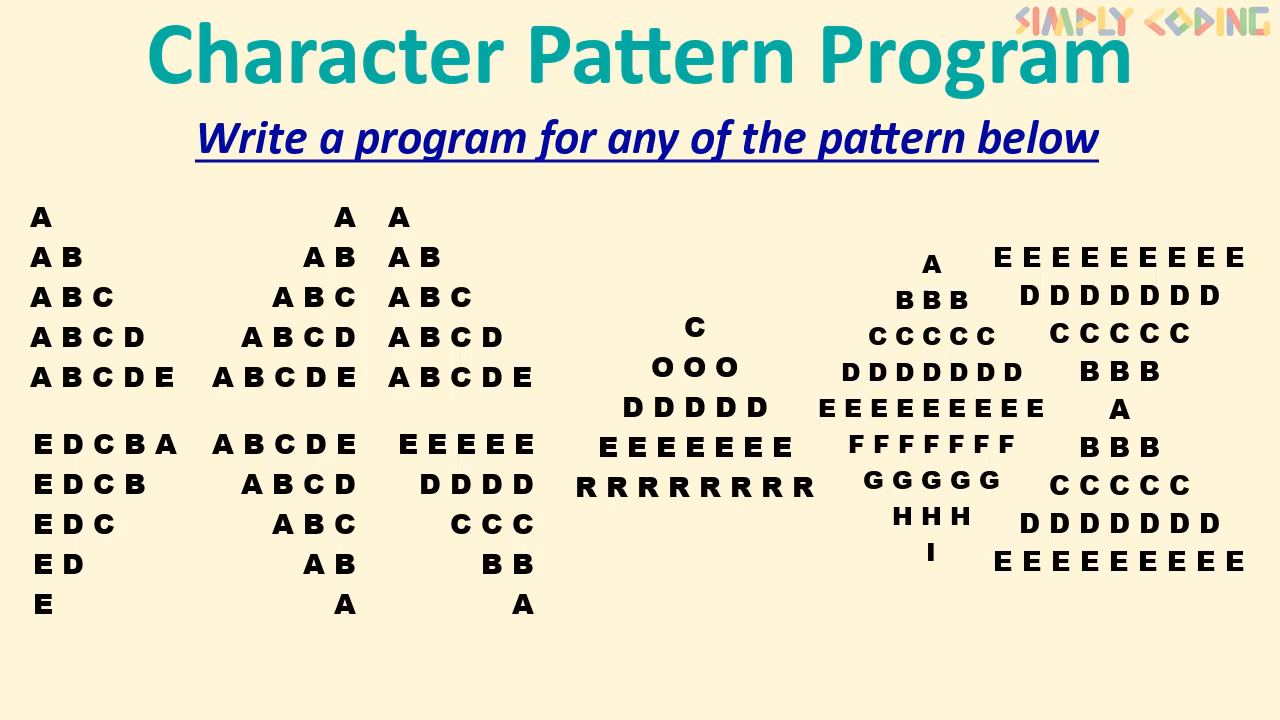 SIMPLY CODING
Character Pattern Program
Write a program for any of the pattern below
A
A B
A B C
A B C D
A B C D E
A
A B
A B C
A B C D
A B C D E
A
A B
A B C
A B C D
A B C D E
E D C B A
E D C B
E D C
E D
E
A B C D E
A B C D
A B C
A B
A
E E E E E
D D D D
C C C
B B
A
C
O O O
D D D D D
E E E E E E E
R R R R R R R R
A
B B B
C C C C C
D D D D D D D
E E E E E E E E E
F F F F F F F
G G G G G
H H H
I
E E E E E E E E E
D D D D D D D
C C C C C
B B B
A
B B B
C C C C C
D D D D D D D
E E E E E E E E E